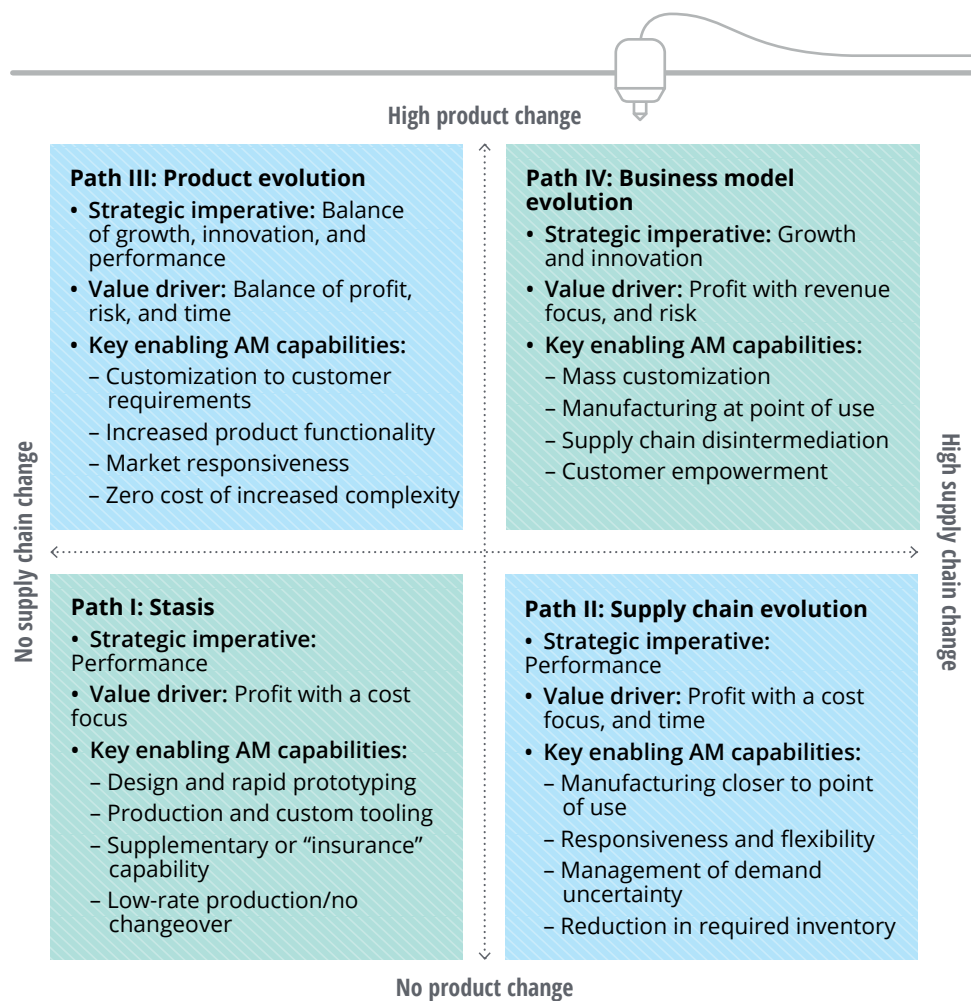 High product change
Path III: Product evolution
• Strategic imperative: Balance
of growth, innovation, and
performance
• Value driver: Balance of profit,
risk, and time
• Key enabling AM capabilities:
– Customization to customer
requirements
– Increased product functionality
– Market responsiveness
– Zero cost of increased complexity
Path IV: Business model
evolution
• Strategic imperative: Growth
and innovation
• Value driver: Profit with revenue
focus, and risk
• Key enabling AM capabilities:
– Mass customization
– Manufacturing at point of use
– Supply chain disintermediation
– Customer empowerment
No supply chain change
High supply chain change
Path I: Stasis
• Strategic imperative:
Performance
• Value driver: Profit with a cost
focus
• Key enabling AM capabilities:
– Design and rapid prototyping
– Production and custom tooling
– Supplementary or “insurance”
capability
– Low-rate production/no
changeover
Path II: Supply chain evolution
• Strategic imperative:
Performance
• Value driver: Profit with a cost
focus, and time
• Key enabling AM capabilities:
– Manufacturing closer to point
of use
– Responsiveness and flexibility
– Management of demand
uncertainty
– Reduction in required inventory
No product change